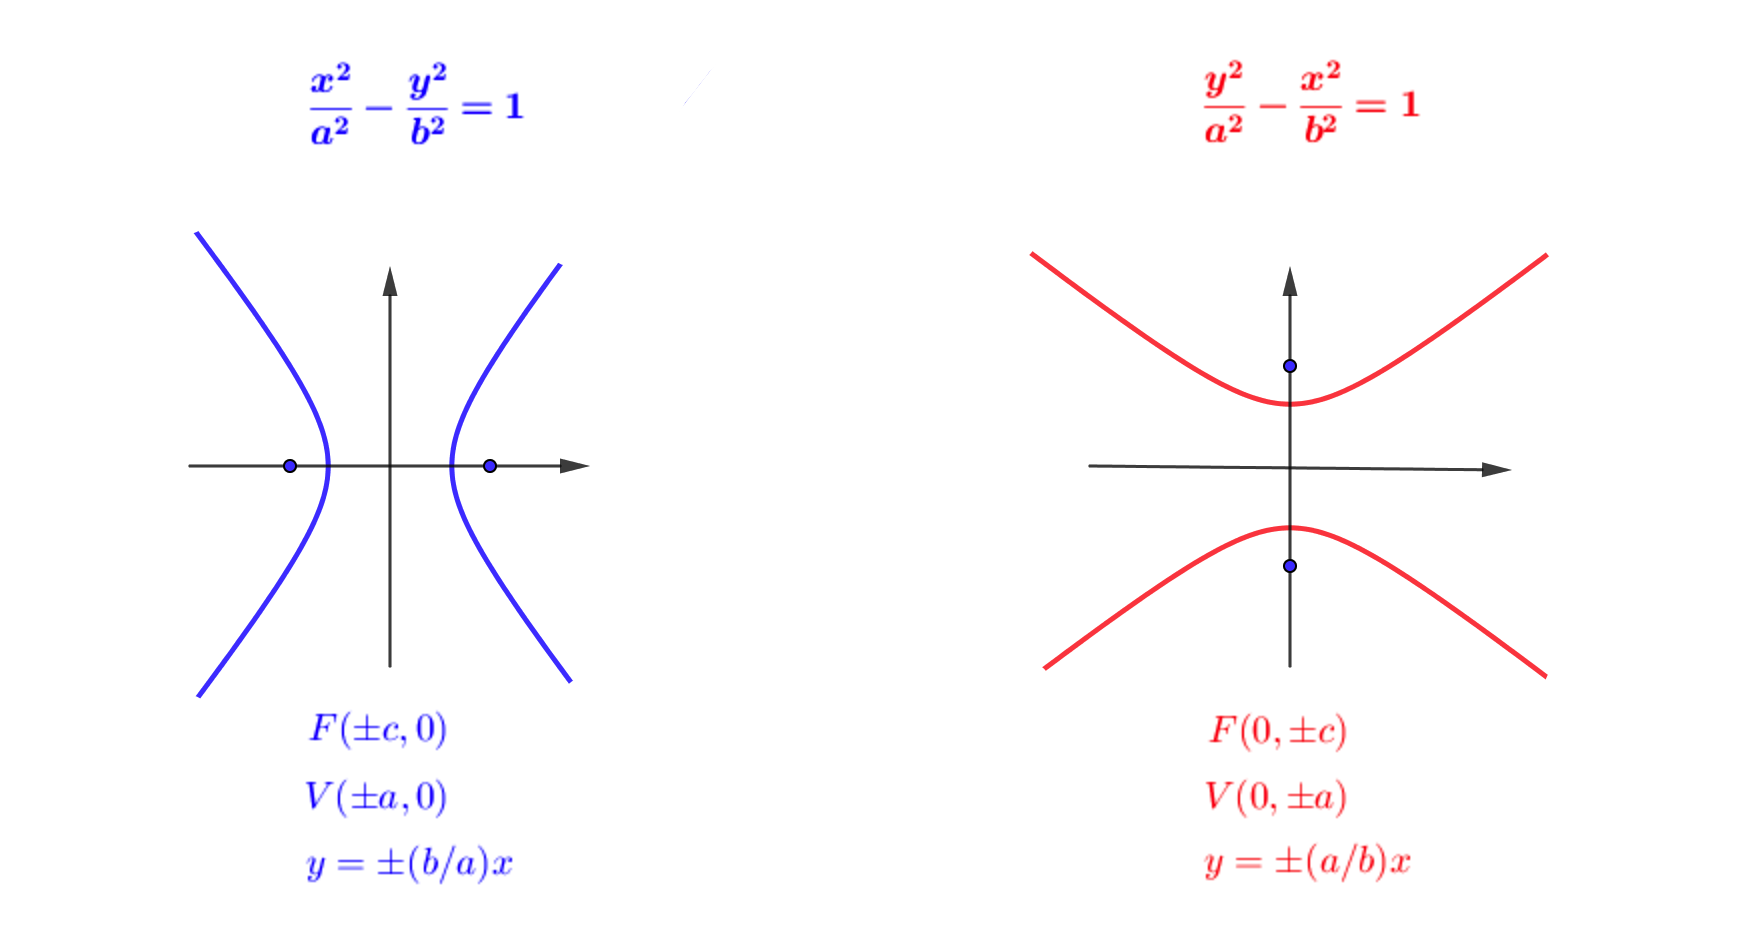 x²/a² − y²/b² = 1
y²/a² − x²/b² = 1
F(±c, 0)
V(±a, 0)
y = ±(b/a)x
F(0, ±c)
V(0, ±a)
y = ±(a/b)x